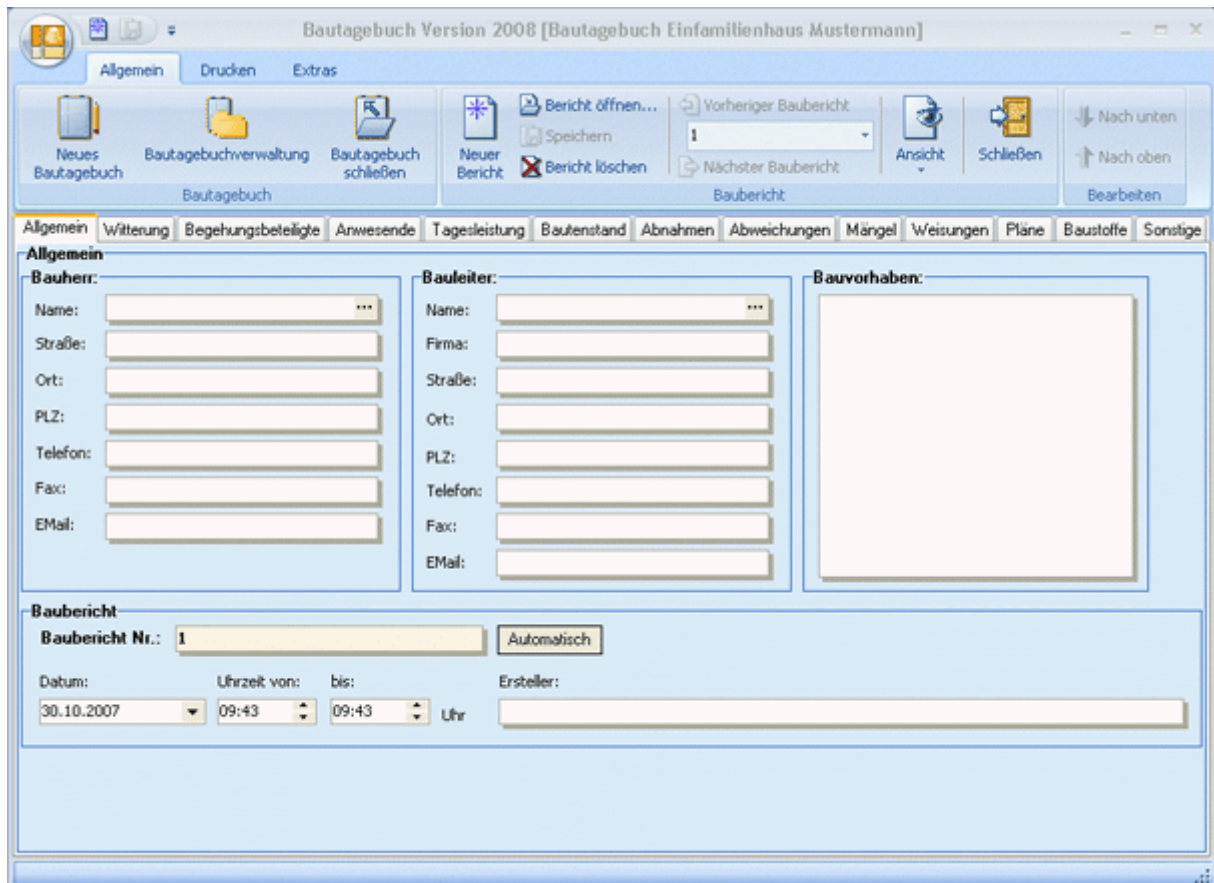 Bautagebuch Version 2008 [Bautagebuch Einfamilienhaus Mustermann]
Allgemein Drucken Extras
Neues Bautagebuch
Bautagebuchverwaltung
Bautagebuch schließen
Bautagebuch
Neuer Bericht
Bericht öffnen...
Speichern
Bericht löschen
Vorheriger Baubericht
1
Nächster Baubericht
Ansicht
Schließen
Baubericht
Nach unten
Nach oben
Bearbeiten
Allgemein Witterung Begehungsbeteiligte Anwesende Tagesleistung Bautenstand Abnahmen Abweichungen Mängel Weisungen Pläne Baustoffe Sonstige
Allgemein
Bauherr:
Name: ...
Straße:
Ort:
PLZ:
Telefon:
Fax:
EMail:
Bauleiter:
Name: ...
Firma:
Straße:
Ort:
PLZ:
Telefon:
Fax:
EMail:
Bauvorhaben:
Baubericht
Baubericht Nr.: 1 Automatisch
Datum: Uhrzeit von: bis: Ersteller:
30.10.2007 09:43 09:43 Uhr